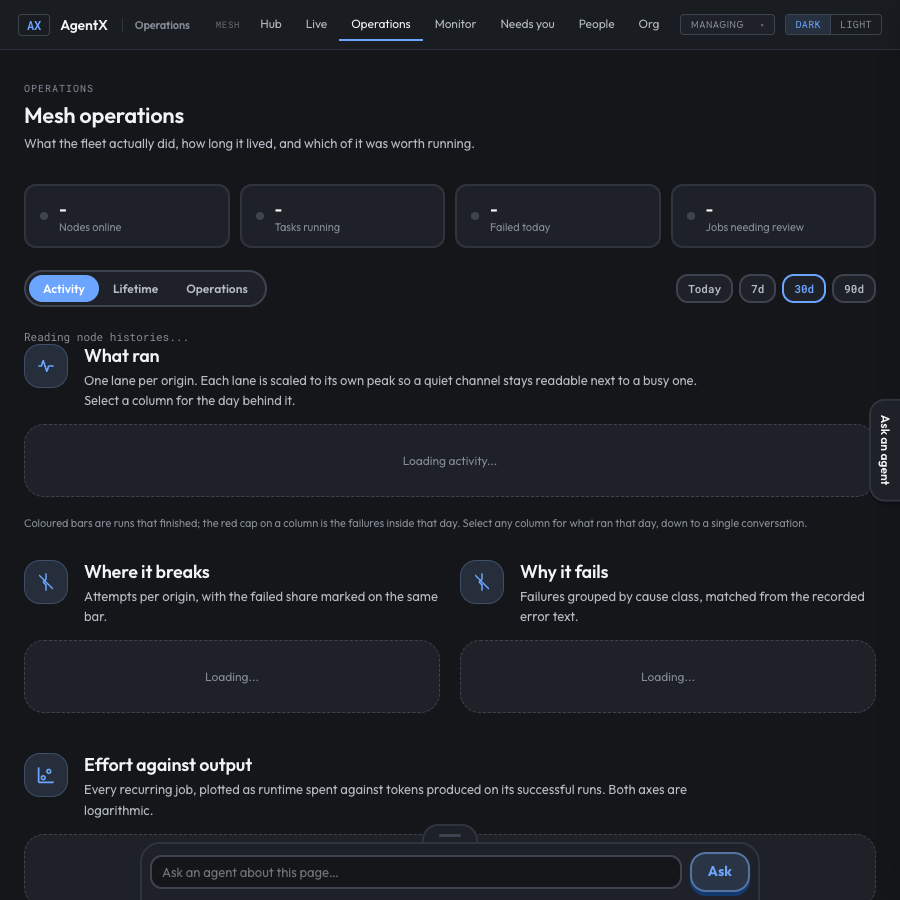 AX AgentX Operations MESH Hub Live Operations Monitor Needs you People Org MANAGING DARK LIGHT
OPERATIONS
Mesh operations
What the fleet actually did, how long it lived, and which of it was worth running.
- - - -
Nodes online Tasks running Failed today Jobs needing review
Activity Lifetime Operations Today 7d 30d 90d
Reading node histories...
What ran
One lane per origin. Each lane is scaled to its own peak so a quiet channel stays readable next to a busy one.
Select a column for the day behind it.
Loading activity...
Ask an agent
Coloured bars are runs that finished; the red cap on a column is the failures inside that day. Select any column for what ran that day, down to a single conversation.
Where it breaks
Attempts per origin, with the failed share marked on the same
bar.
Loading...
Why it fails
Failures grouped by cause class, matched from the recorded
error text.
Loading...
Effort against output
Every recurring job, plotted as runtime spent against tokens produced on its successful runs. Both axes are
logarithmic.
Ask an agent about this page... Ask